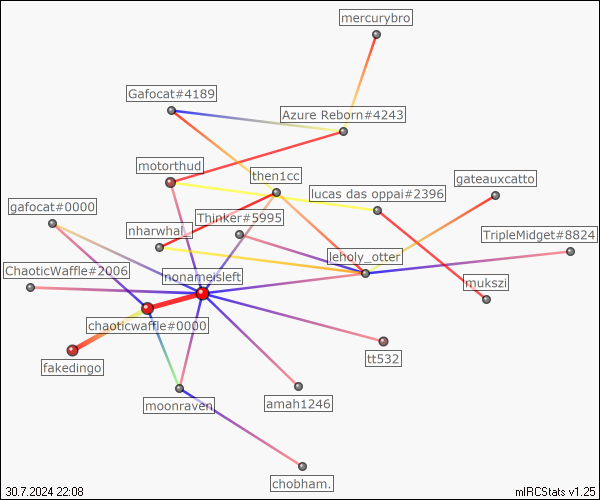 mercurybro
Gafocat#4189
Azure Reborn#4243
motorthud
then1cc
gateauxcatto
lucas das oppai#2396
gafocat#0000
Thinker#5995
nharwhal_
TripleMidget#8824
leholy_otter
ChaoticWaffle#2006
nonameisleft
mukszi
chaoticwaffle#0000
tt532
fakedingo
moonraven
amah1246
chobham.
30.7.2024 22:08
mIRCStats v1.25